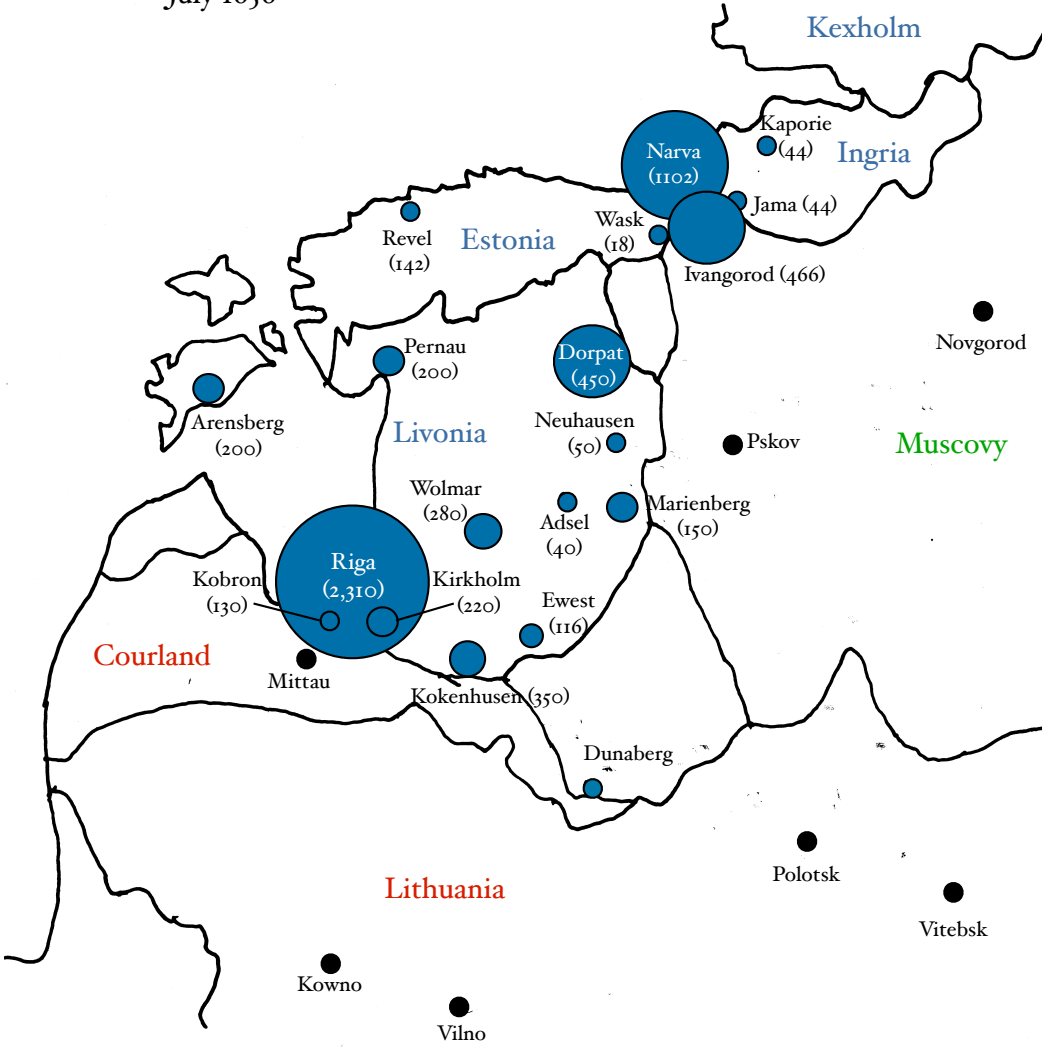 July
Kexholm
Kaporie
(44)
Ingria
Narva
(1102)
Jama (44)
Wask
(18)
Revel
(142)
Estonia
Ivangorod (466)
Novgorod
Pernau
(200)
Dorpat
(450)
Arensberg
(200)
Livonia
Neuhausen
(50)
Pskov
Muscovy
Wolmar
(280)
Adsel
(40)
Marienberg
(150)
Riga
(2,310)
Kobron
(130)
Kirkholm
(220)
Ewest
(116)
Courland
Mittau
Kokenhusen (350)
Dunaberg
Polotsk
Lithuania
Vitebsk
Kowno
Vilno